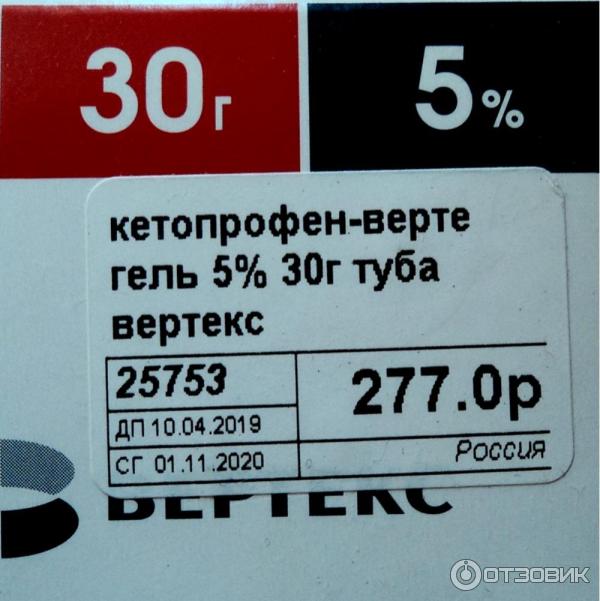 30г
5%
кетопрофен-верте
гель 5% 30г туба
вертекс
25753
277.0р
ДП 10.04.2019
СГ 01.11.2020
Россия
ВЕРТЕКС
ОТЗОВИК